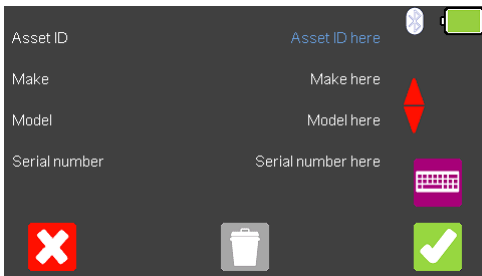 Asset ID Asset ID here
Make Make here
Model Model here
Serial number Serial number here